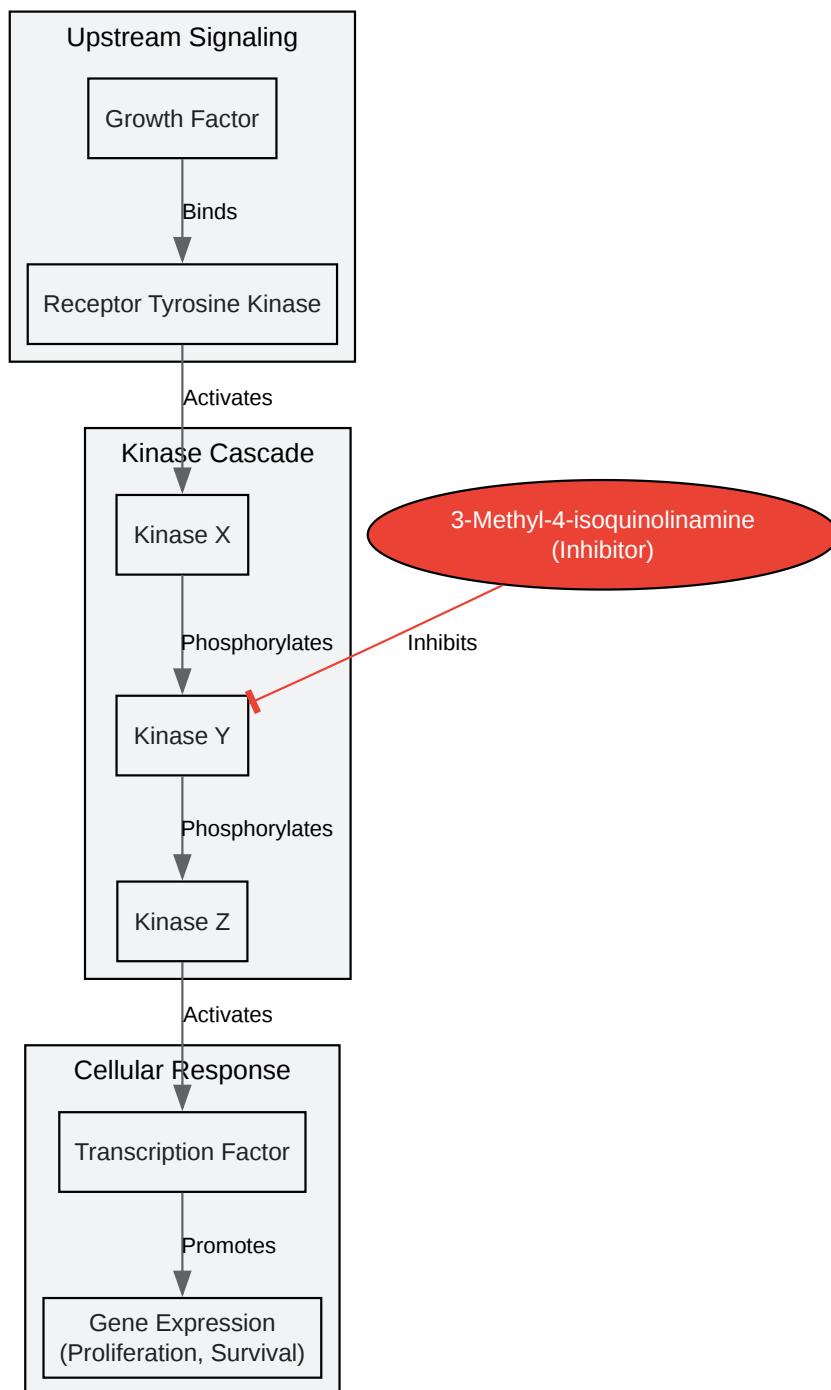 Upstream Signaling
Growth Factor
Binds
Receptor Tyrosine Kinase
Activates
Kinase Cascade
Kinase X
3-Methyl-4-isoquinolinamine
(Inhibitor)
Phosphorylates
Inhibits
Kinase Y
Phosphorylates
Kinase Z
Activates
Cellular Response
Transcription Factor
Promotes
Gene Expression
(Proliferation, Survival)